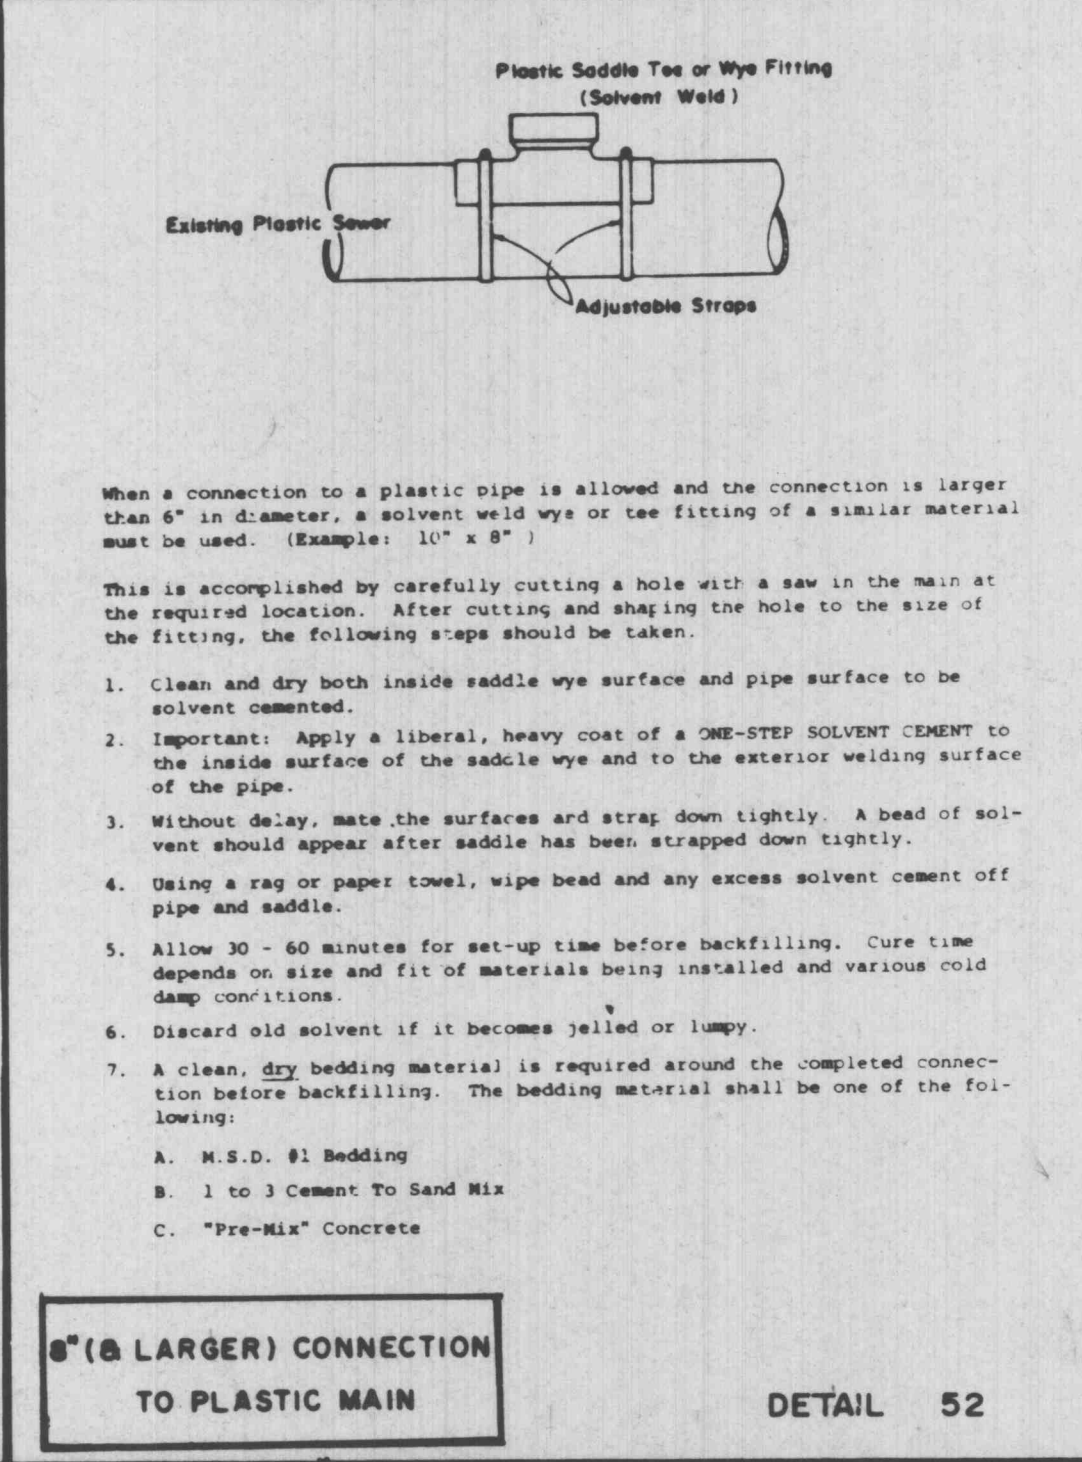 Plastic Saddle Tee or Wye Fitting
(Solvent Weld)
Existing Plastic Sewer
Adjustable Straps
When a connection to a plastic pipe is allowed and the connection is larger
than 6" in diameter, a solvent weld wye or tee fitting of a similar material
must be used. (Example: 10" x 8" )
This is accomplished by carefully cutting a hole with a saw in the main at
the required location. After cutting and shaping the hole to the size of
the fitting, the following steps should be taken.
1. Clean and dry both inside saddle wye surface and pipe surface to be
solvent cemented.
2. Important: Apply a liberal, heavy coat of a ONE-STEP SOLVENT CEMENT to
the inside surface of the saddle wye and to the exterior welding surface
of the pipe.
3. Without delay, mate the surfaces and strap down tightly. A bead of sol-
vent should appear after saddle has been strapped down tightly.
4. Using a rag or paper towel, wipe bead and any excess solvent cement off
pipe and saddle.
5. Allow 30 - 60 minutes for set-up time before backfilling. Cure time
depends on size and fit of materials being installed and various cold
damp conditions.
6. Discard old solvent if it becomes jelled or lumpy.
7. A clean, dry bedding material is required around the completed connec-
tion before backfilling. The bedding material shall be one of the fol-
lowing:
A. M.S.D. #1 Bedding
B. 1 to 3 Cement To Sand Mix
C. "Pre-Mix" Concrete
8" (& LARGER) CONNECTION
TO PLASTIC MAIN
DETAIL 52